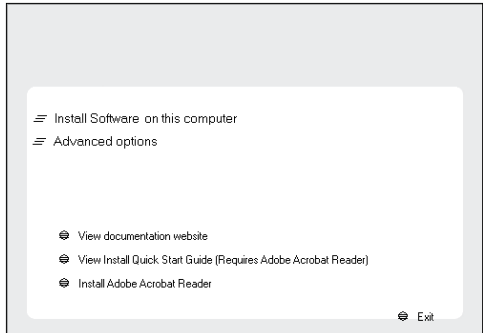 Install Software on this computer
Advanced options
View documentation website
View Install Quick Start Guide (Requires Adobe Acrobat Reader)
Install Adobe Acrobat Reader
Exit